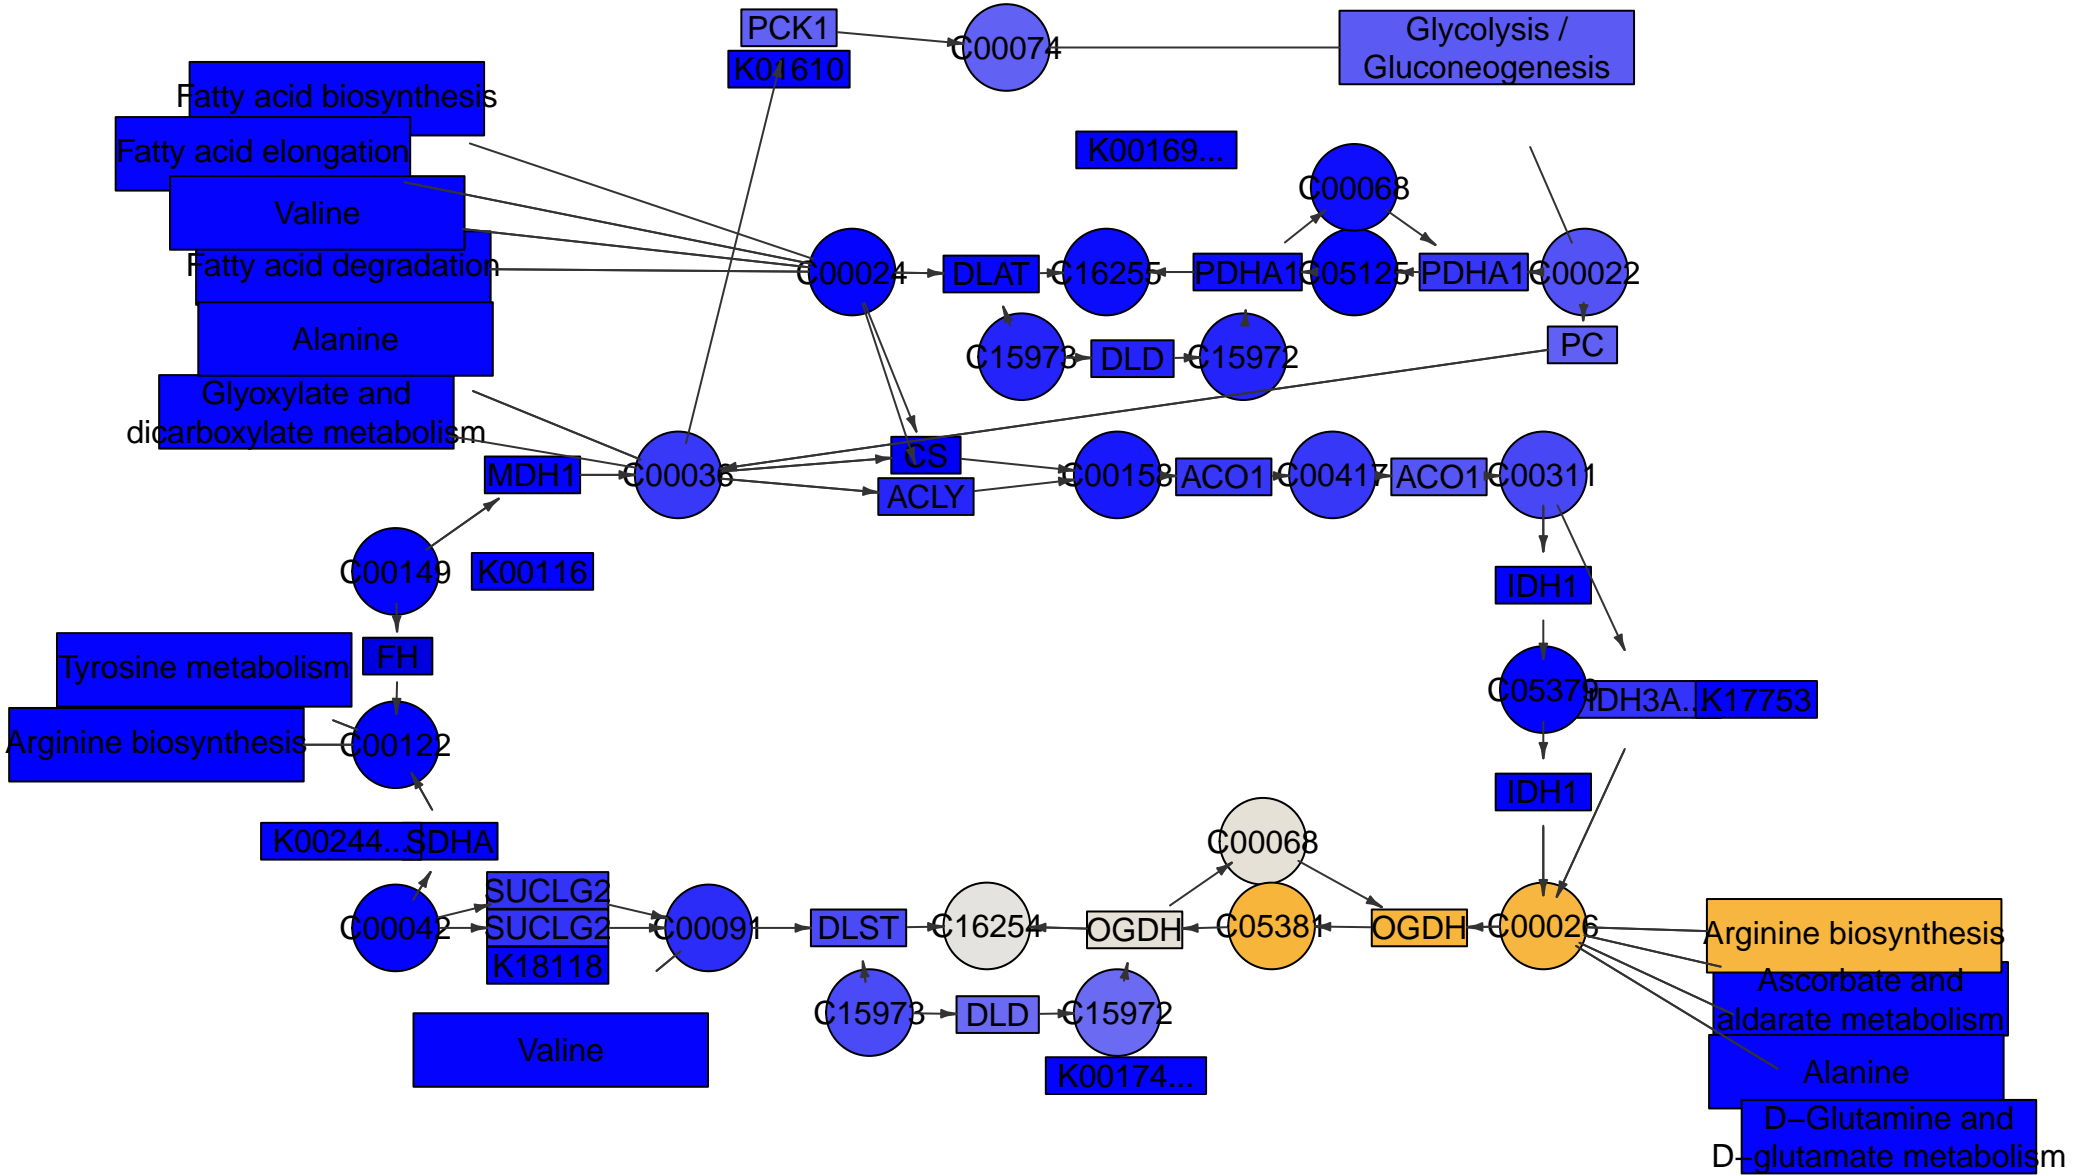 PCK1
C00074
Glycolysis /
Gluconeogenesis
K01610
Fatty acid biosynthesis
Fatty acid elongation
K00169...
C00068
Valine
Fatty acid degradation
C00024
DLAT
C16255
PDHA1
C05125
PDHA1
C00022
Alanine
C15973
DLD
C15972
PC
Glyoxylate and
dicarboxylate metabolism
MDH1
C00036
CS
ACLY
C00158
ACO1
C00417
ACO1
C00311
C00149
K00116
IDH1
FH
Tyrosine metabolism
C05379
IDH3A...
K17753
Arginine biosynthesis
C00122
IDH1
K00244...
SDHA
C00068
SUCLG2
C00042
SUCLG2
C00091
DLST
C16254
OGDH
C05381
OGDH
C00026
Arginine biosynthesis
K18118
Ascorbate and
aldarate metabolism
C15973
DLD
C15972
Valine
K00174...
Alanine
D−Glutamine and
D−glutamate metabolism